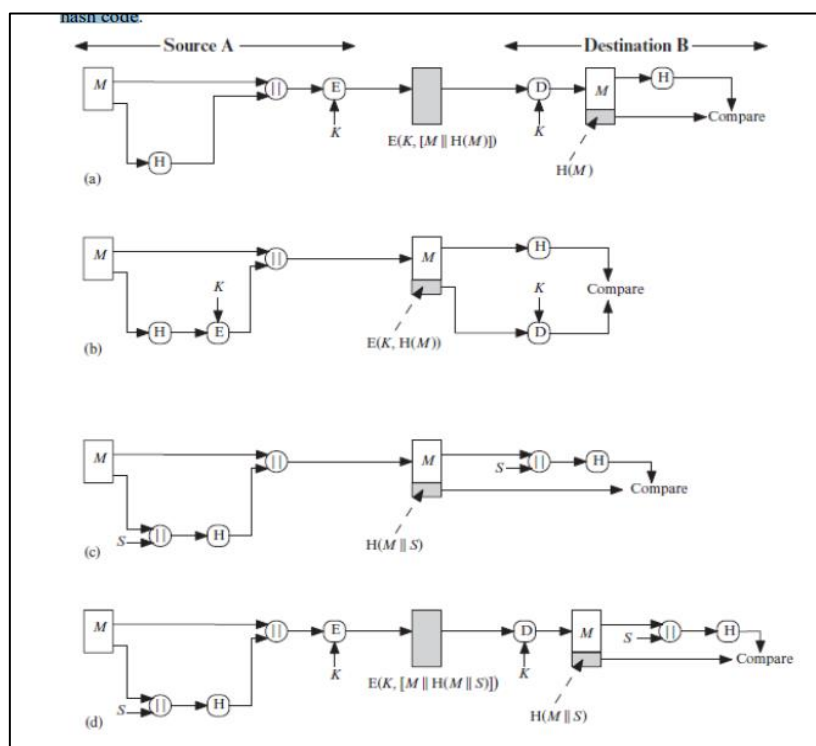 hash code.
Source A
Destination B
M
||
E
D
M
H
K
K
Compare
E(K, [M || H(M)])
H
H(M)
(a)
M
||
M
H
K
K
Compare
H
E
D
E(K, H(M))
(b)
M
||
M
S
||
H
Compare
S
||
H
H(M || S)
(c)
M
||
E
D
M
S
||
H
K
K
Compare
E(K, [M || H(M || S)])
S
||
H
H(M || S)
(d)